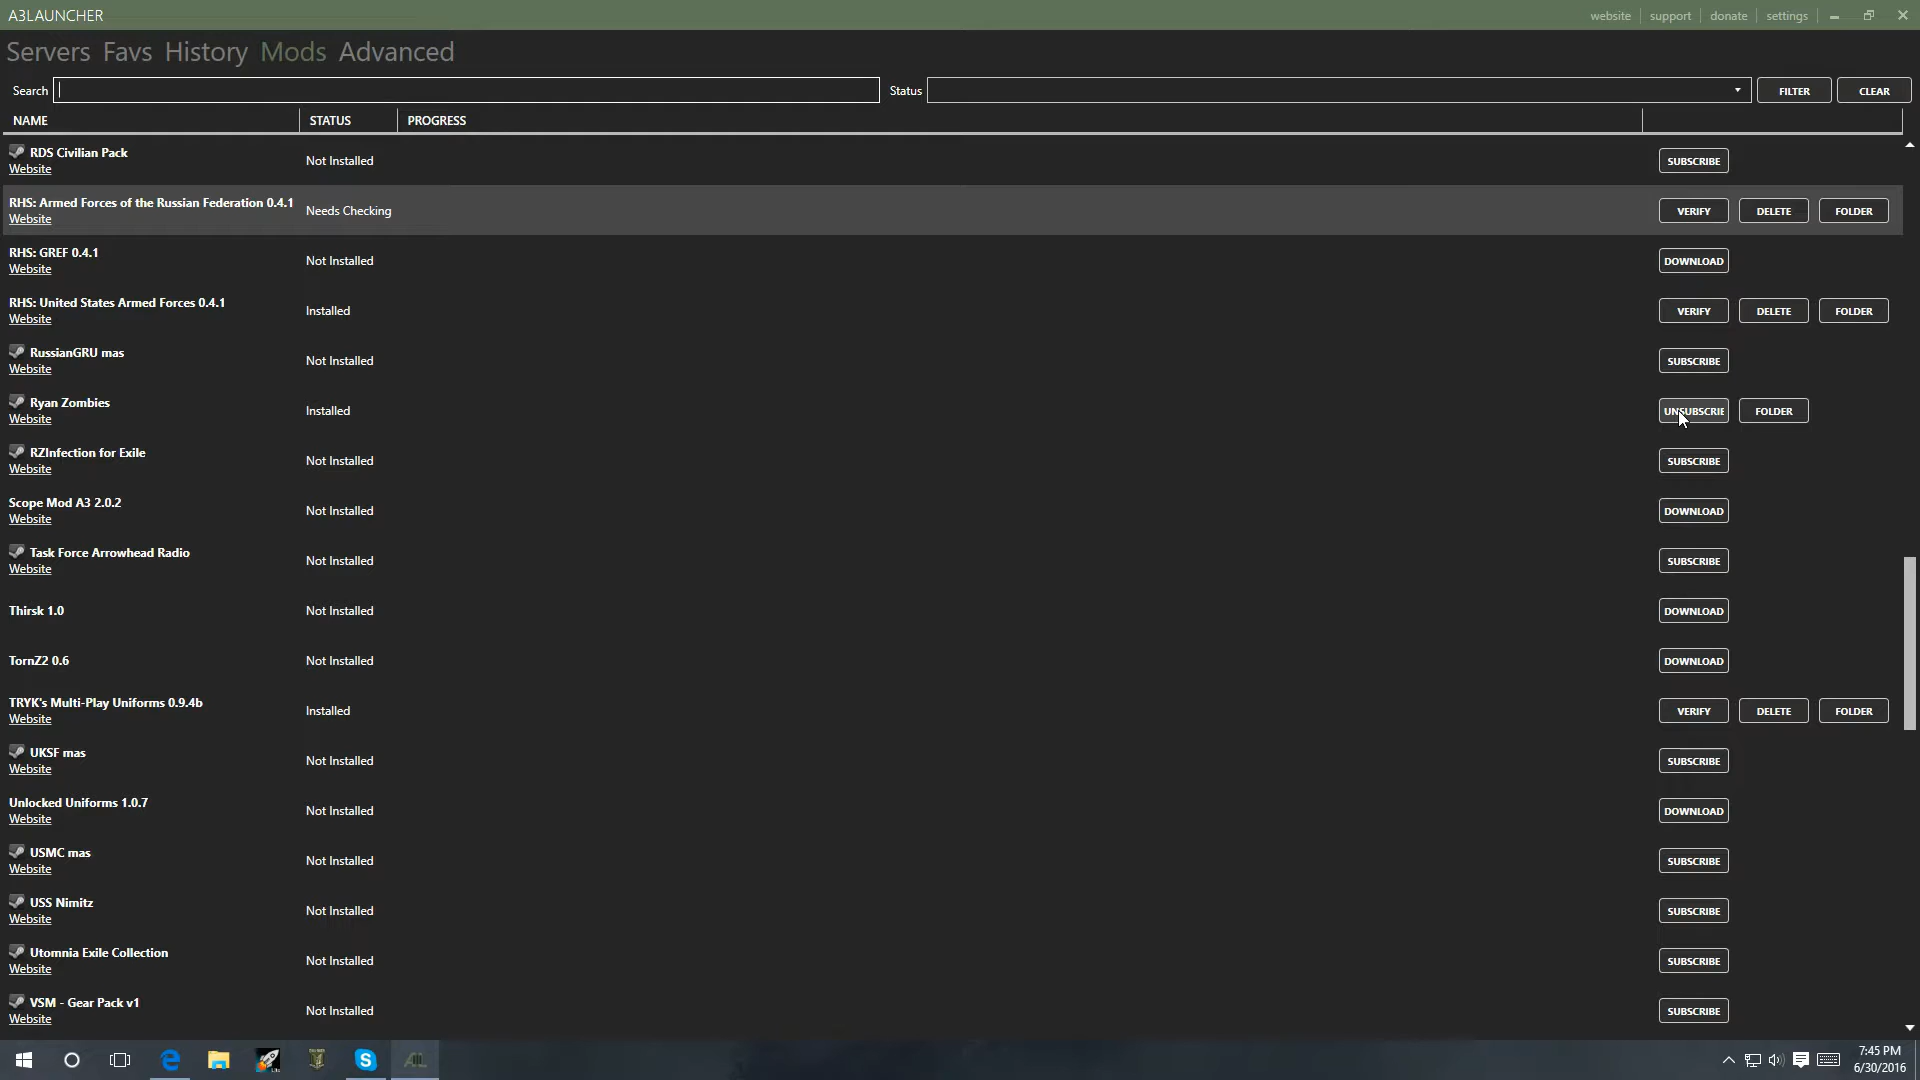 A3LAUNCHER
website support donate settings
Servers Favs History Mods Advanced
Search Status FILTER CLEAR
NAME STATUS PROGRESS
RDS Civilian Pack
Website
Not Installed SUBSCRIBE
RHS: Armed Forces of the Russian Federation 0.4.1
Website
Needs Checking VERIFY DELETE FOLDER
RHS: GREF 0.4.1
Website
Not Installed DOWNLOAD
RHS: United States Armed Forces 0.4.1
Website
Installed VERIFY DELETE FOLDER
RussianGRU mas
Website
Not Installed SUBSCRIBE
Ryan Zombies
Website
Installed UNSUBSCRIE FOLDER
RZInfection for Exile
Website
Not Installed SUBSCRIBE
Scope Mod A3 2.0.2
Website
Not Installed DOWNLOAD
Task Force Arrowhead Radio
Website
Not Installed SUBSCRIBE
Thirsk 1.0 Not Installed DOWNLOAD
TornZ2 0.6 Not Installed DOWNLOAD
TRYK's Multi-Play Uniforms 0.9.4b
Website
Installed VERIFY DELETE FOLDER
UKSF mas
Website
Not Installed SUBSCRIBE
Unlocked Uniforms 1.0.7
Website
Not Installed DOWNLOAD
USMC mas
Website
Not Installed SUBSCRIBE
USS Nimitz
Website
Not Installed SUBSCRIBE
Utomnia Exile Collection
Website
Not Installed SUBSCRIBE
VSM - Gear Pack v1
Website
Not Installed SUBSCRIBE
7:45 PM
6/30/2016